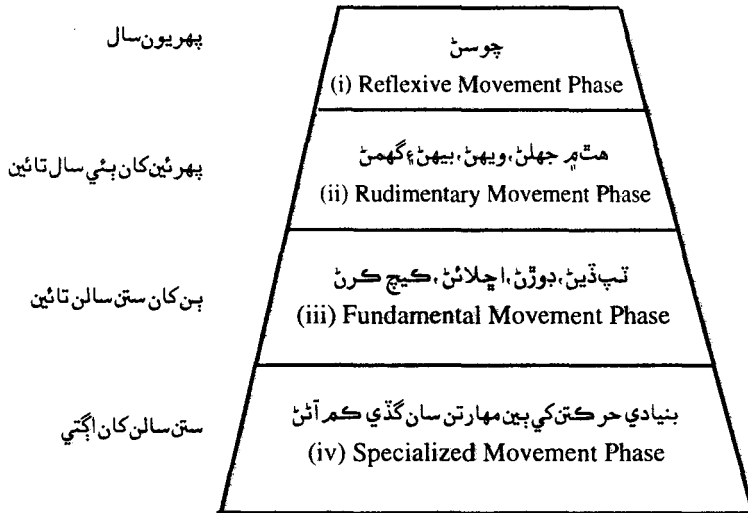 پهريون سال
چوسڻ
(i) Reflexive Movement Phase
پهرئين کان ٻئي سال تائين
هٿ ۾ جهلڻ، ويهڻ، بيهڻ ۽ گهمڻ
(ii) Rudimentary Movement Phase
ٻن کان ستن سالن تائين
ٽپ ڏيڻ، ڊوڙڻ، اڇلائڻ، ڪيچ ڪرڻ
(iii) Fundamental Movement Phase
ستن سالن کان اڳتي
بنيادي حرڪتن کي ٻين مهارتن سان گڏي ڪم آڻڻ
(iv) Specialized Movement Phase